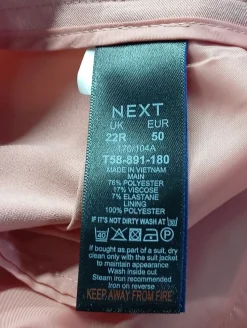 NEXT
UK EUR
22R 50
170/104A
T58-891-180
MADE IN VIETNAM
MAIN
76% POLYESTER
17% VISCOSE
7% ELASTANE
LINING
100% POLYESTER
IF IT'S NOT DIRTY WASH AT 30
40
If bought as part of a suit, dry
clean only with the suit jacket
to maintain appearance
Wash inside out
Steam iron recommended
Iron on reverse
KEEP AWAY FROM FIRE